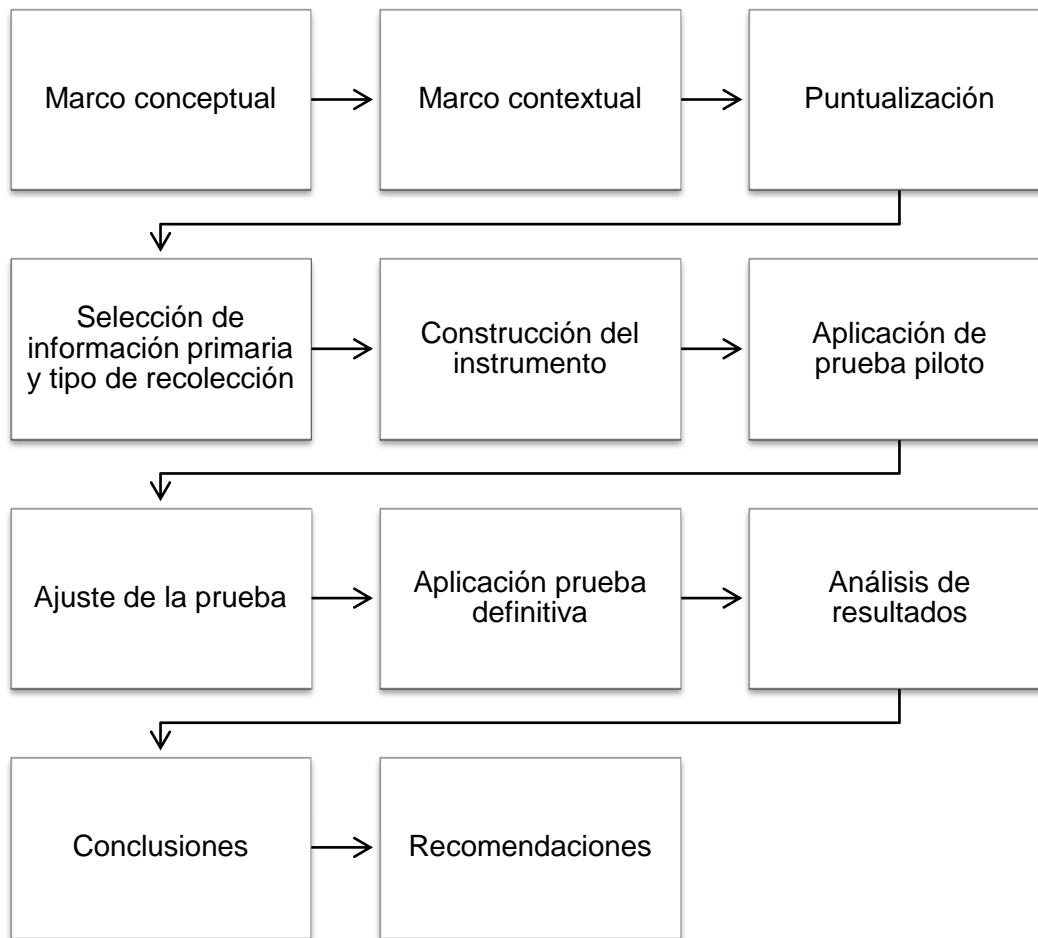 Marco conceptual
Marco contextual
Puntualización
Selección de
información primaria
y tipo de recolección
Construcción del
instrumento
Aplicación de
prueba piloto
Ajuste de la prueba
Aplicación prueba
definitiva
Análisis de
resultados
Conclusiones
Recomendaciones